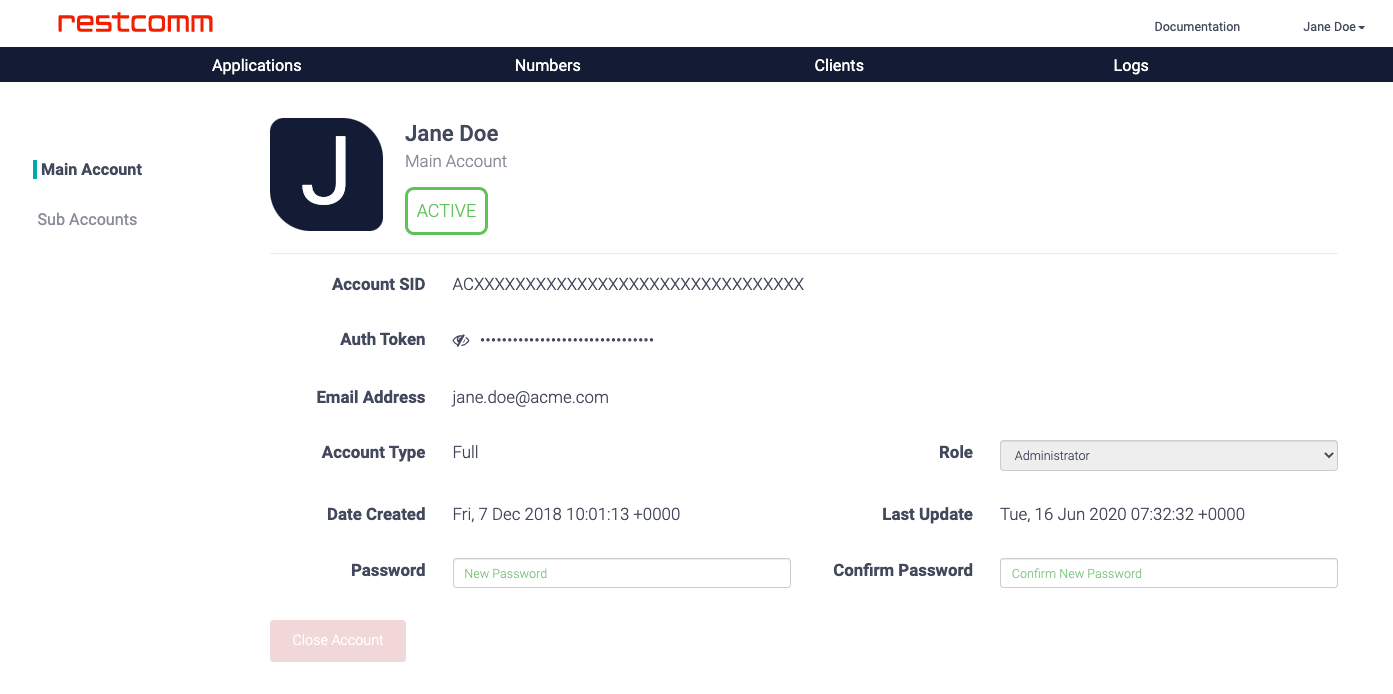 restcomm
Documentation
Jane Doe
Applications
Numbers
Clients
Logs
Main Account
Sub Accounts
J
Jane Doe
Main Account
ACTIVE
Account SID ACXXXXXXXXXXXXXXXXXXXXXXXXXXXXXXXX
Auth Token ••••••••••••••••••••••••••••••••
Email Address jane.doe@acme.com
Account Type Full Role Administrator
Date Created Fri, 7 Dec 2018 10:01:13 +0000 Last Update Tue, 16 Jun 2020 07:32:32 +0000
Password New Password Confirm Password Confirm New Password
Close Account